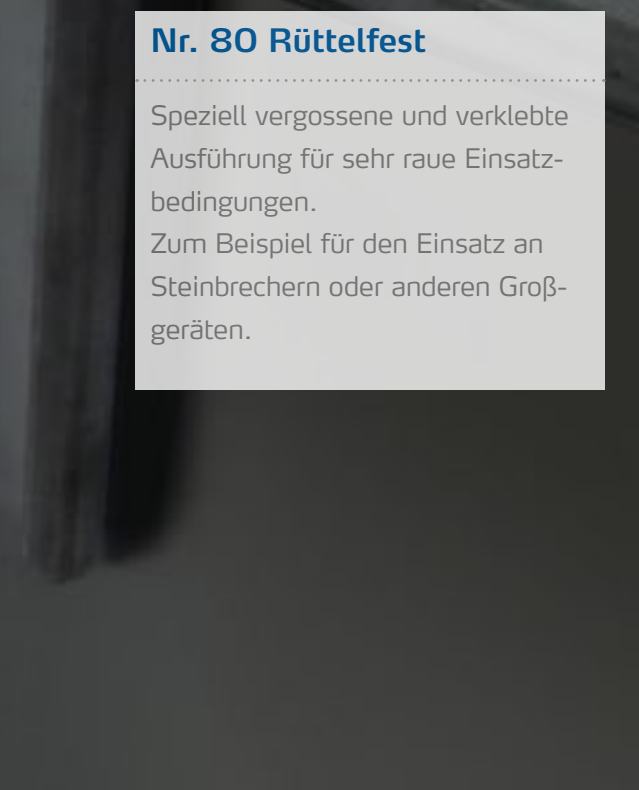 Nr. 80 Rüttelfest
Speziell vergossene und verklebte
Ausführung für sehr raue Einsatz-
bedingungen.
Zum Beispiel für den Einsatz an
Steinbrechern oder anderen Groß-
geräten.